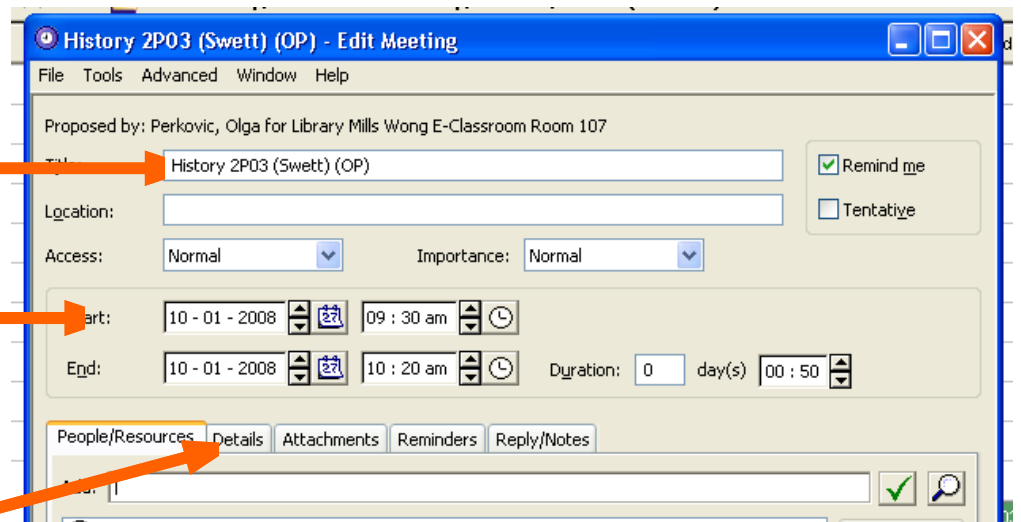 History 2P03 (Swett) (OP) - Edit Meeting
File Tools Advanced Window Help
Proposed by: Perkovic, Olga for Library Mills Wong E-Classroom Room 107
History 2P03 (Swett) (OP)
Remind me
Location:
Tentative
Access: Normal Importance: Normal
art: 10 - 01 - 2008 27 09 : 30 am
End: 10 - 01 - 2008 27 10 : 20 am Duration: 0 day(s) 00 : 50
People/Resources Details Attachments Reminders Reply/Notes